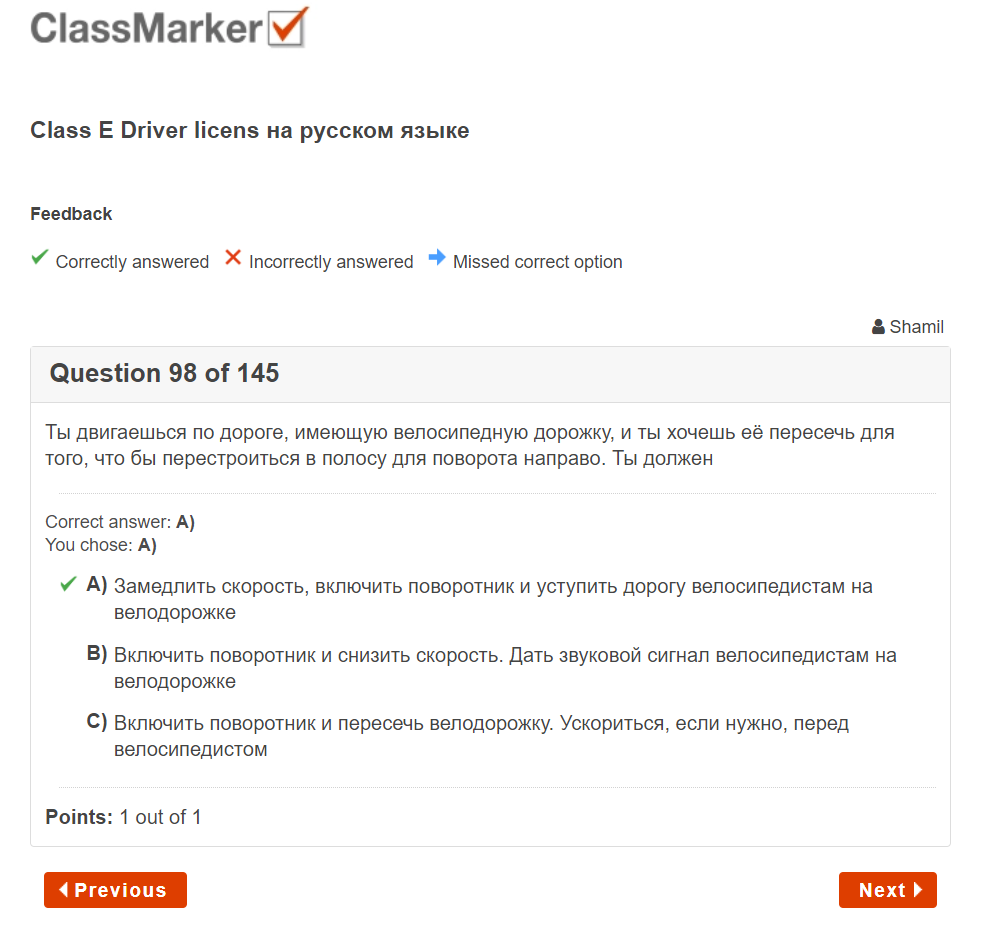 ClassMarker
Class E Driver licens на русском языке
Feedback
Correctly answered Incorrectly answered Missed correct option
Shamil
Question 98 of 145
Ты двигаешься по дороге, имеющую велосипедную дорожку, и ты хочешь её пересечь для
того, что бы перестроиться в полосу для поворота направо. Ты должен
Correct answer: A)
You chose: A)
A) Замедлить скорость, включить поворотник и уступить дорогу велосипедистам на
велодорожке
B) Включить поворотник и снизить скорость. Дать звуковой сигнал велосипедистам на
велодорожке
C) Включить поворотник и пересечь велодорожку. Ускориться, если нужно, перед
велосипедистом
Points: 1 out of 1
Previous Next